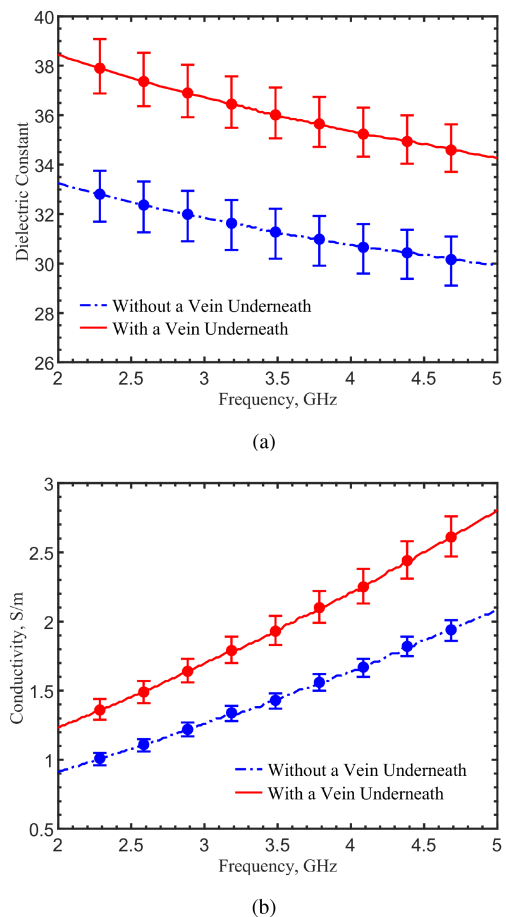 40
38
36
34
32
30
28
26
Dielectric Constant
Without a Vein Underneath
With a Vein Underneath
2 2.5 3 3.5 4 4.5 5
Frequency, GHz
(a)
3
2.5
2
1.5
1
0.5
Conductivity, S/m
Without a Vein Underneath
With a Vein Underneath
2 2.5 3 3.5 4 4.5 5
Frequency, GHz
(b)